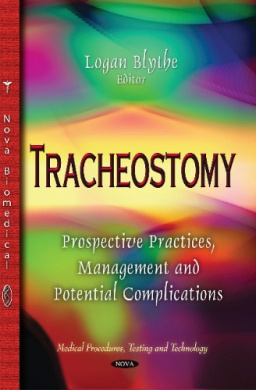 Logan Blythe
Editor
Nova Biomedical
TRACHEOSTOMY
Prospective Practices,
Management and
Potential Complications
Medical Procedures, Testing and Technology
NOVA